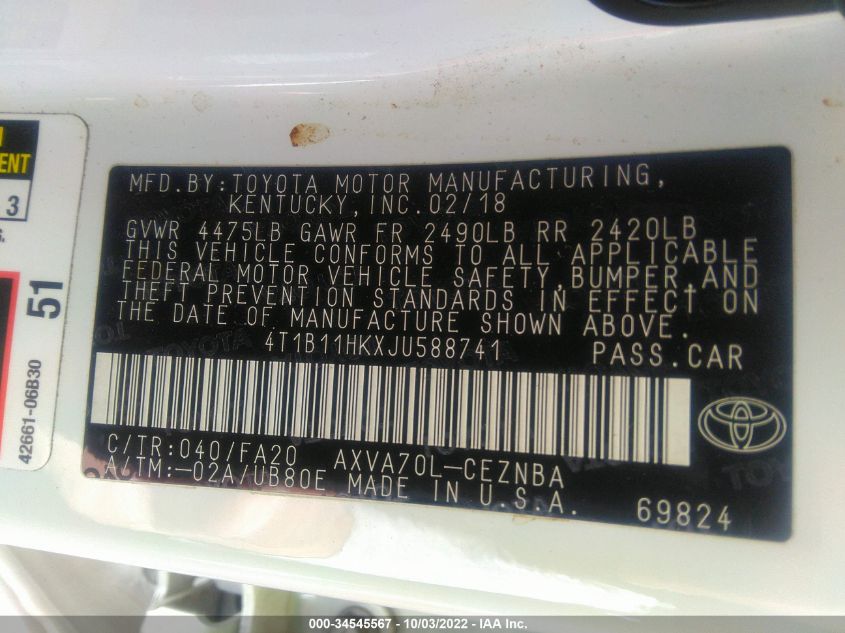 ENT
3
51
42661-06B30
MFD.BY:TOYOTA MOTOR MANUFACTURING,
KENTUCKY,INC.02/18
GVWR 4475LB GAWR FR 2490LB RR 2420LB
THIS VEHICLE CONFORMS TO ALL APPLICABLE
FEDERAL MOTOR VEHICLE SAFETY,BUMPER,AND
THEFT PREVENTION STANDARDS IN EFFECT ON
THE DATE OF MANUFACTURE SHOWN ABOVE.
4T1B11HKXJU588741 PASS.CAR
C/TR:040/FA20 AXVA70L-CEZNBA
A/TM:-02A/UB80E MADE IN U.S.A.
69824
000-34545567 - 10/03/2022 - IAA Inc.